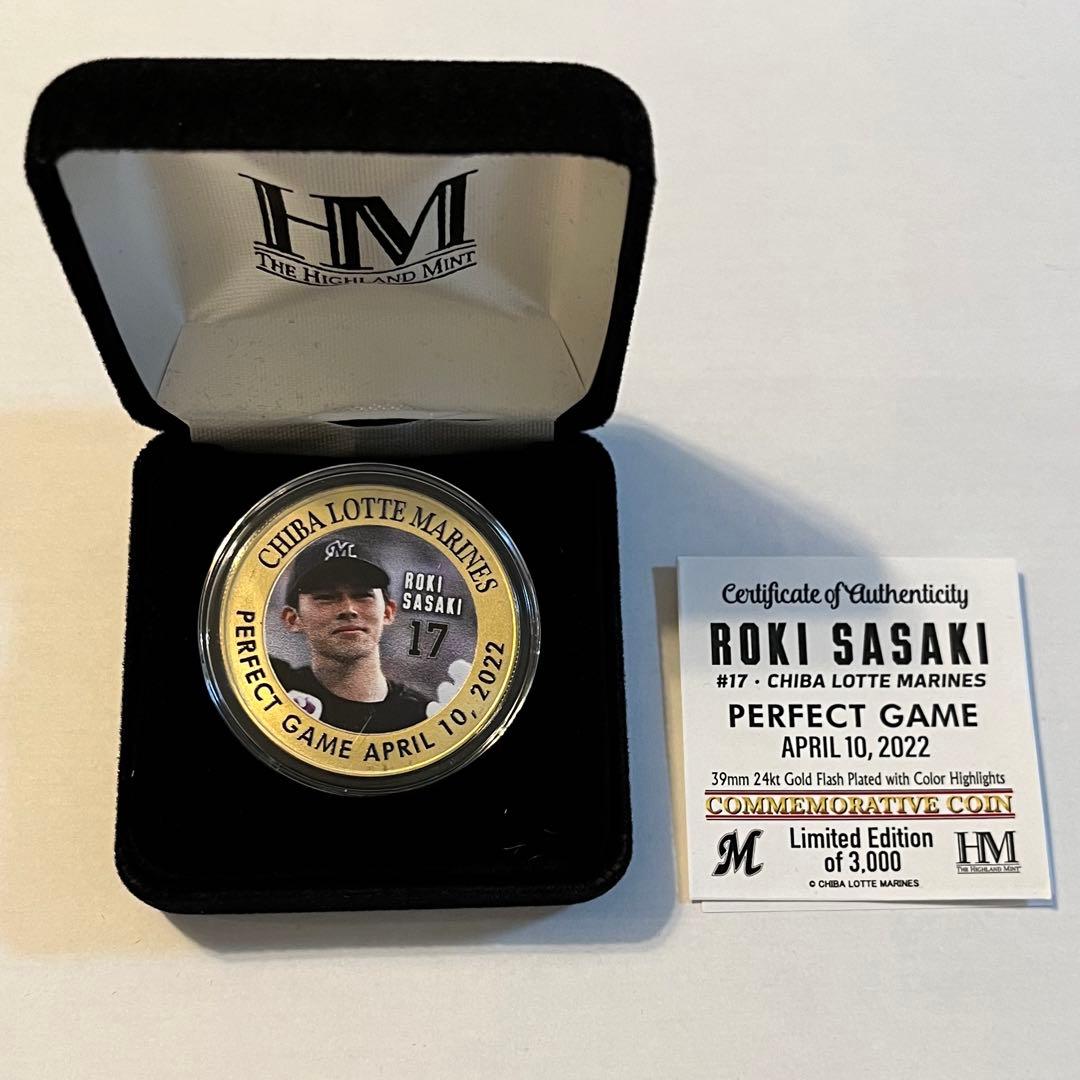 HM
THE HIGHLAND MINT
CHIBA LOTTE MARINES
M
ROKI
SASAKI
17
PERFECT GAME APRIL 10, 2022
Certificate of Authenticity
ROKI SASAKI
#17 · CHIBA LOTTE MARINES
PERFECT GAME
APRIL 10, 2022
39mm 24kt Gold Flash Plated with Color Highlights
COMMEMORATIVE COIN
M
Limited Edition
of 3,000
HM
THE HIGHLAND MINT
© CHIBA LOTTE MARINES